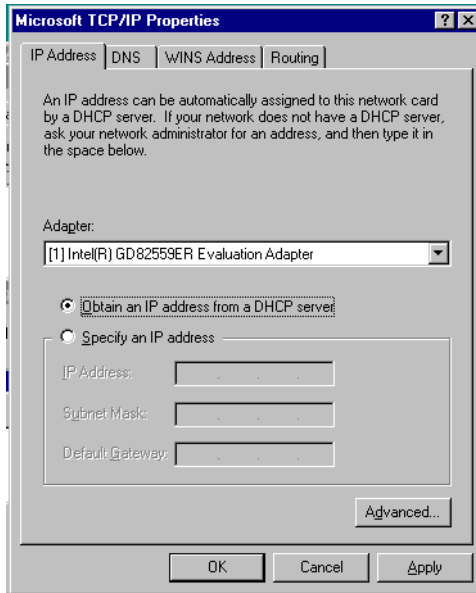 Microsoft TCP/IP Properties
IP Address DNS WINS Address Routing
An IP address can be automatically assigned to this network card
by a DHCP server. If your network does not have a DHCP server,
ask your network administrator for an address, and then type it in
the space below.
Adapter:
[1] Intel(R) GD82559ER Evaluation Adapter
Obtain an IP address from a DHCP server
Specify an IP address
IP Address:
Subnet Mask:
Default Gateway:
Advanced...
OK Cancel Apply